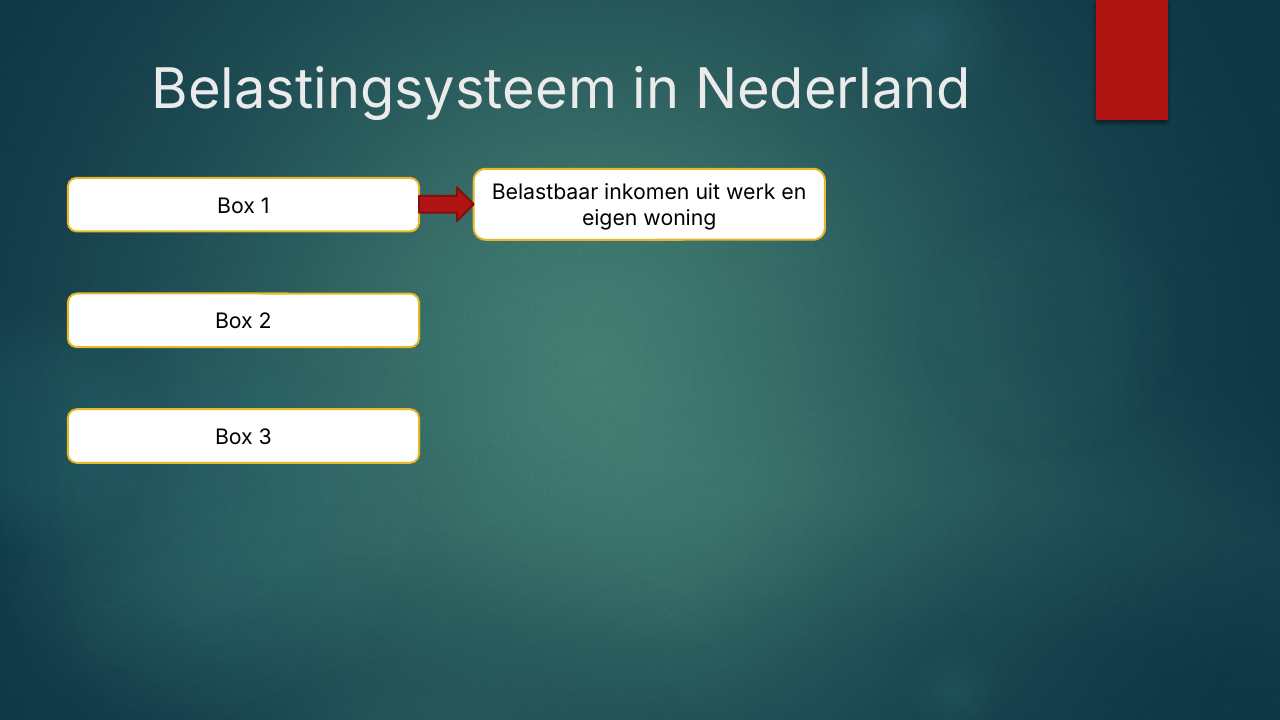 Belastingsysteem in Nederland
Box 1
Belastbaar inkomen uit werk en
eigen woning
Box 2
Box 3